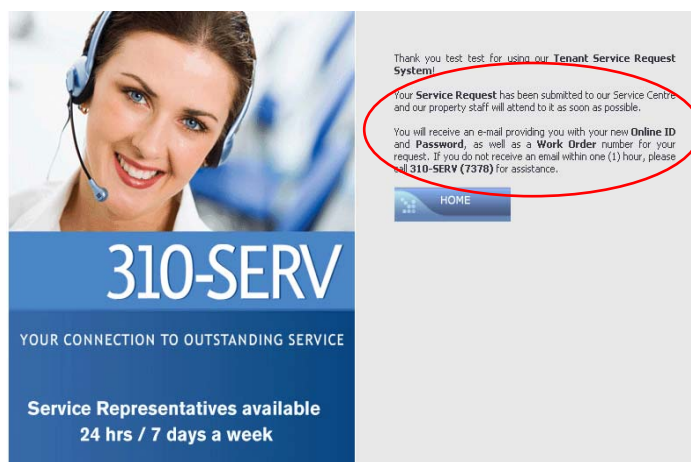 310-SERV
YOUR CONNECTION TO OUTSTANDING SERVICE
Service Representatives available
24 hrs / 7 days a week
Thank you test test for using our Tenant Service Request
System!
Your Service Request has been submitted to our Service Centre
and our property staff will attend to it as soon as possible.
You will receive an e-mail providing you with your new Online ID
and Password, as well as a Work Order number for your
request. If you do not receive an email within one (1) hour, please
call 310-SERV (7378) for assistance.
HOME